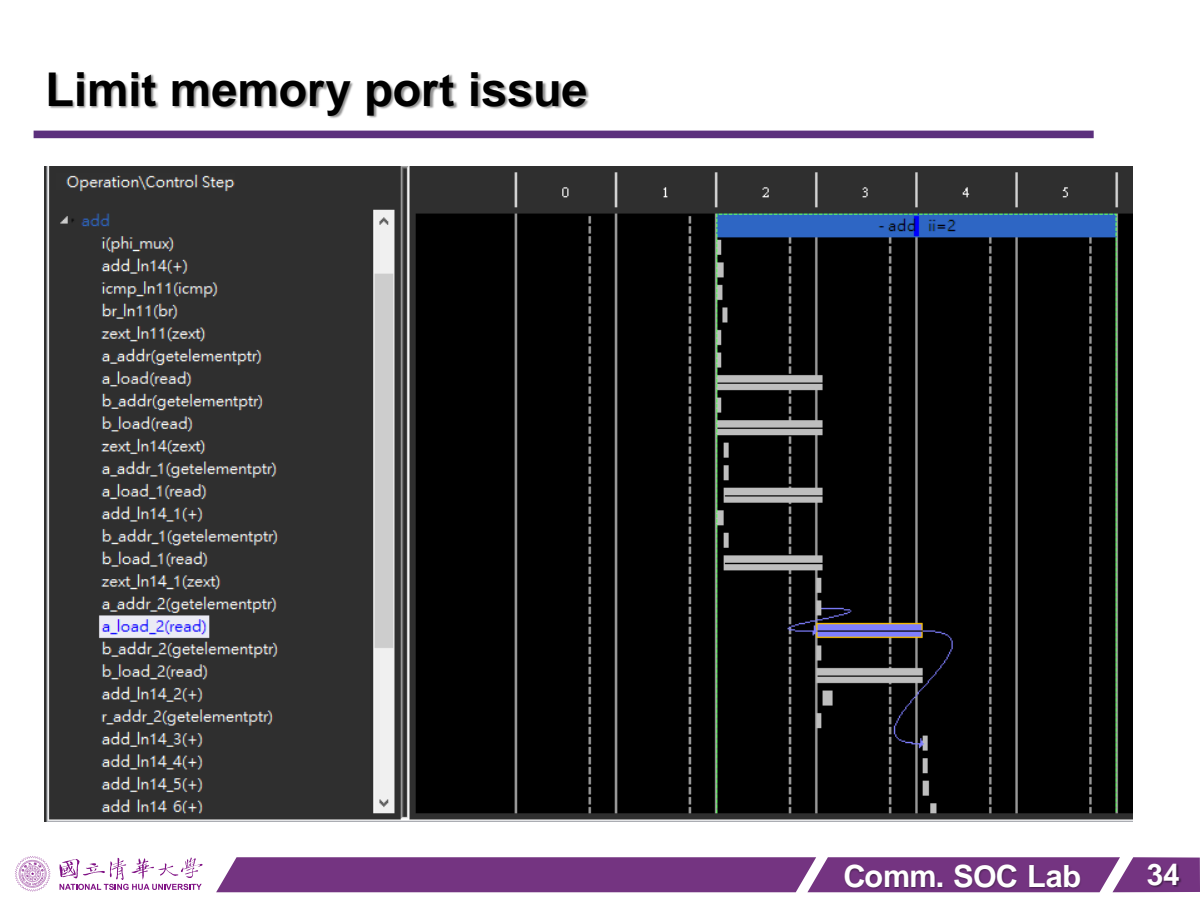 Limit memory port issue
Operation\Control Step
0 1 2 3 4 5
add
- add ii=2
i(phi_mux)
add_ln14(+)
icmp_ln11(icmp)
br_ln11(br)
zext_ln11(zext)
a_addr(getelementptr)
a_load(read)
b_addr(getelementptr)
b_load(read)
zext_ln14(zext)
a_addr_1(getelementptr)
a_load_1(read)
add_ln14_1(+)
b_addr_1(getelementptr)
b_load_1(read)
zext_ln14_1(zext)
a_addr_2(getelementptr)
a_load_2(read)
b_addr_2(getelementptr)
b_load_2(read)
add_ln14_2(+)
r_addr_2(getelementptr)
add_ln14_3(+)
add_ln14_4(+)
add_ln14_5(+)
add_ln14_6(+)
國立清華大學
NATIONAL TSING HUA UNIVERSITY
Comm. SOC Lab
34